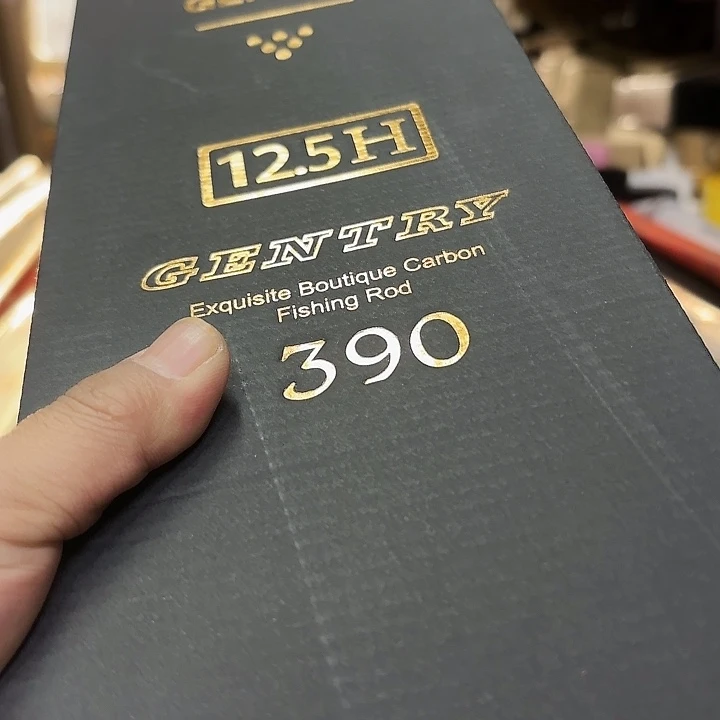 12.5H
GENTRY
Exquisite Boutique Carbon
Fishing Rod
390